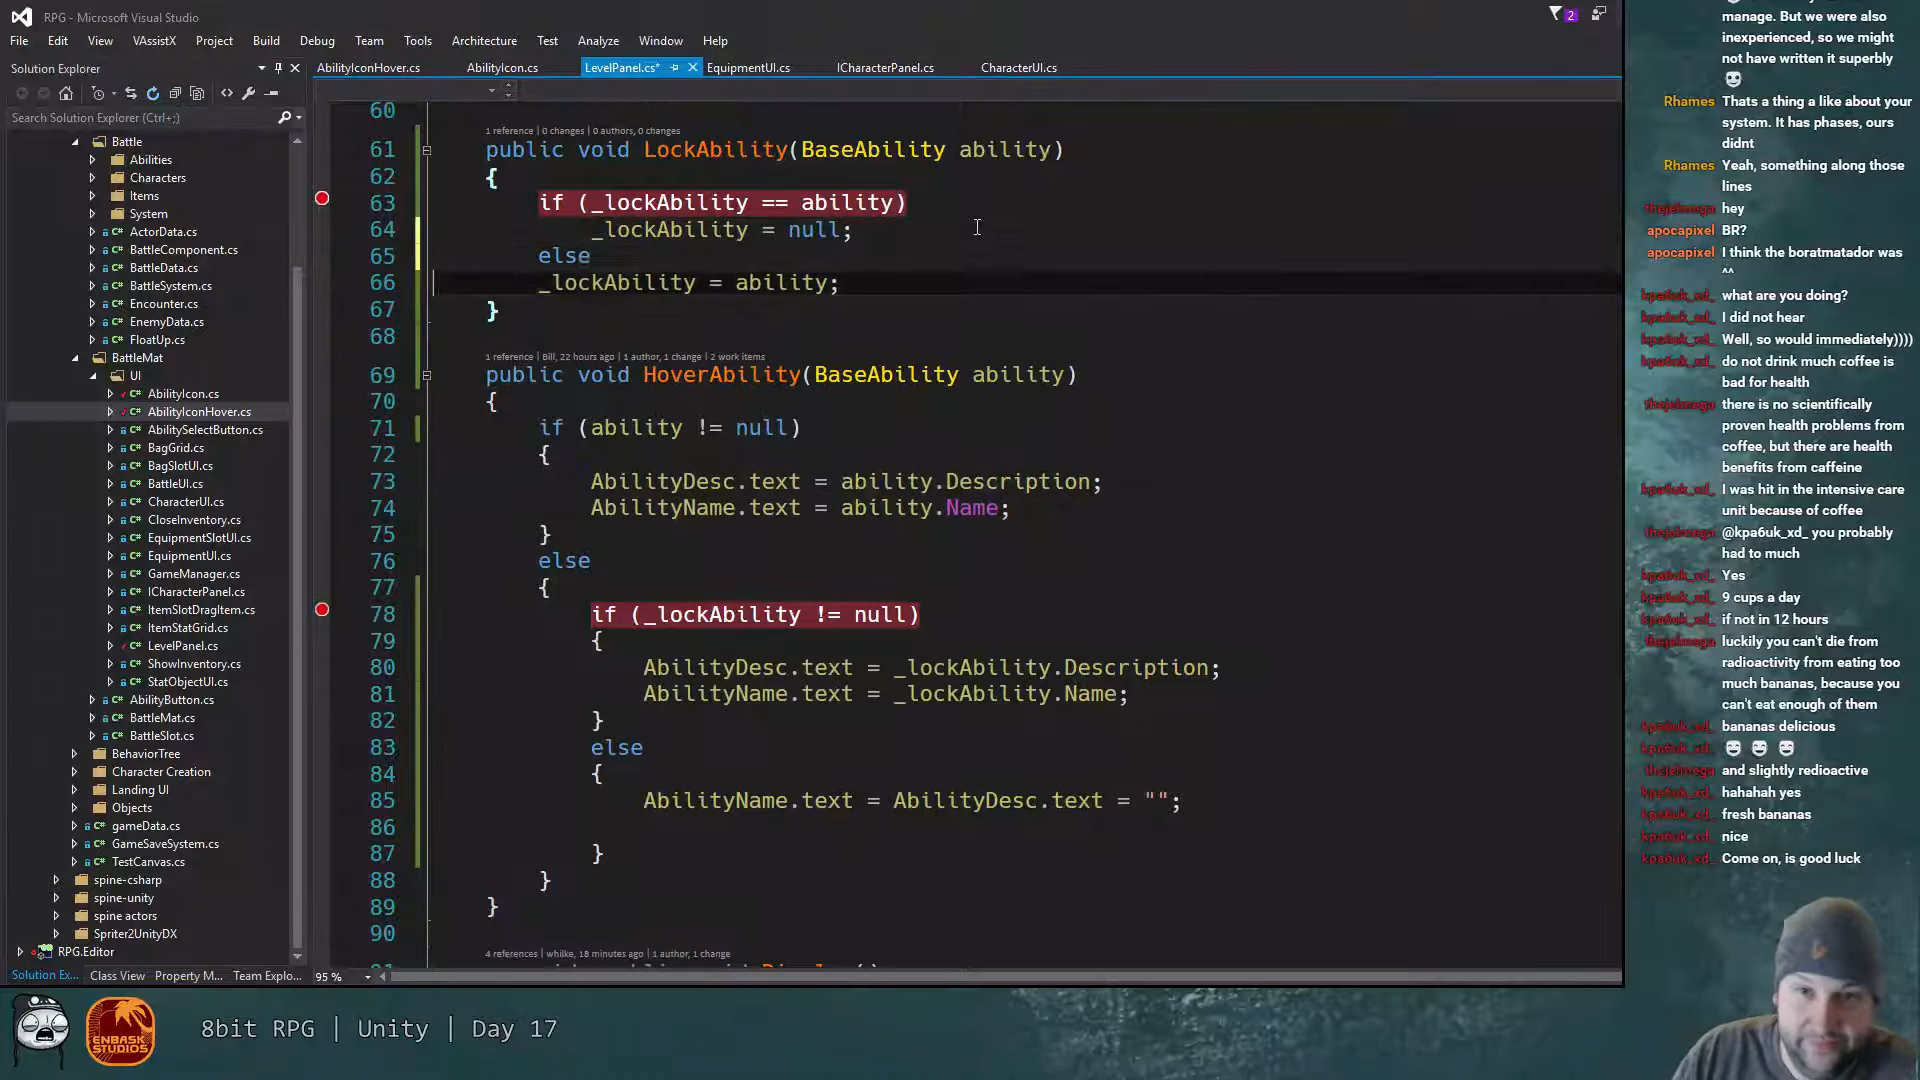 RPG - Microsoft Visual Studio
2
File Edit View VAssistX Project Build Debug Team Tools Architecture Test Analyze Window Help
Solution Explorer
AbilityIconHover.cs AbilityIcon.cs LevelPanel.cs* EquipmentUI.cs ICharacterPanel.cs CharacterUI.cs
Search Solution Explorer (Ctrl+;)
Battle
Abilities
Characters
Items
System
ActorData.cs
BattleComponent.cs
BattleData.cs
BattleSystem.cs
Encounter.cs
EnemyData.cs
FloatUp.cs
BattleMat
UI
AbilityIcon.cs
AbilityIconHover.cs
AbilitySelectButton.cs
BagGrid.cs
BagSlotUI.cs
BattleUI.cs
CharacterUI.cs
CloseInventory.cs
EquipmentSlotUI.cs
EquipmentUI.cs
GameManager.cs
ICharacterPanel.cs
ItemSlotDragItem.cs
ItemStatGrid.cs
LevelPanel.cs
ShowInventory.cs
StatObjectUI.cs
AbilityButton.cs
BattleMat.cs
BattleSlot.cs
BehaviorTree
Character Creation
Landing UI
Objects
gameData.cs
GameSaveSystem.cs
TestCanvas.cs
spine-csharp
spine-unity
spine actors
Spriter2UnityDX
RPG.Editor
Solution Ex... Class View Property M... Team Explo...
60
1 reference | 0 changes | 0 authors, 0 changes
61 public void LockAbility(BaseAbility ability)
62 {
63 if (_lockAbility == ability)
64 _lockAbility = null;
65 else
66 _lockAbility = ability;
67 }
68
1 reference | Bill, 22 hours ago | 1 author, 1 change | 2 work items
69 public void HoverAbility(BaseAbility ability)
70 {
71 if (ability != null)
72 {
73 AbilityDesc.text = ability.Description;
74 AbilityName.text = ability.Name;
75 }
76 else
77 {
78 if (_lockAbility != null)
79 {
80 AbilityDesc.text = _lockAbility.Description;
81 AbilityName.text = _lockAbility.Name;
82 }
83 else
84 {
85 AbilityName.text = AbilityDesc.text = "";
86
87 }
88 }
89 }
90
4 references | whilke, 18 minutes ago | 1 author, 1 change
95 %
manage. But we were also
inexperienced, so we might
not have written it superbly
Rhames Thats a thing a like about your
system. It has phases, ours
didnt
Rhames Yeah, something along those
lines
thejelmega hey
apocapixel BR?
apocapixel I think the boratmatador was
^^
kpa6uk_xd_ what are you doing?
kpa6uk_xd_ I did not hear
kpa6uk_xd_ Well, so would immediately))))
kpa6uk_xd_ do not drink much coffee is
bad for health
thejelmega there is no scientifically
proven health problems from
coffee, but there are health
benefits from caffeine
kpa6uk_xd_ I was hit in the intensive care
unit because of coffee
thejelmega @kpa6uk_xd_ you probably
had to much
kpa6uk_xd_ Yes
kpa6uk_xd_ 9 cups a day
kpa6uk_xd_ if not in 12 hours
thejelmega luckily you can't die from
radioactivity from eating too
much bananas, because you
can't eat enough of them
kpa6uk_xd_ bananas delicious
kpa6uk_xd_
thejelmega and slightly redioactive
kpa6uk_xd_ hahahah yes
kpa6uk_xd_ fresh bananas
kpa6uk_xd_ nice
kpa6uk_xd_ Come on, is good luck
ENBASK
STUDIOS
8bit RPG | Unity | Day 17